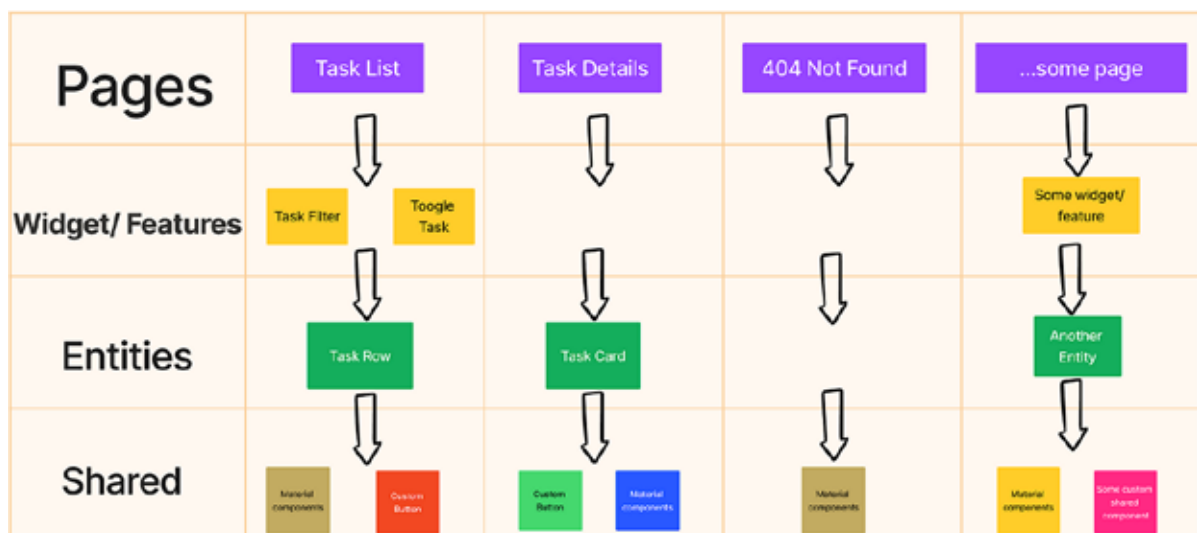 Pages
Task List
Task Details
404 Not Found
...some page
Widget/ Features
Task Filter
Toogle
Task
Some widget/
feature
Entities
Task Row
Task Card
Another
Entity
Shared
Material
components
Custom
Button
Custom
Button
Material
components
Material
components
Material
components
Some custom
shared
component